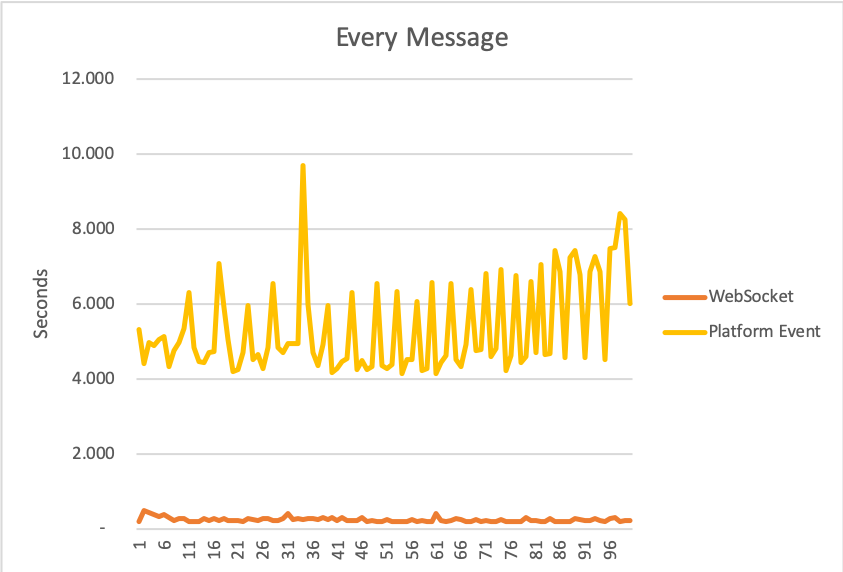 Every Message
12.000
10.000
8.000
6.000
4.000
2.000
-
Seconds
1 6 11 16 21 26 31 36 41 46 51 56 61 66 71 76 81 86 91 96
WebSocket
Platform Event